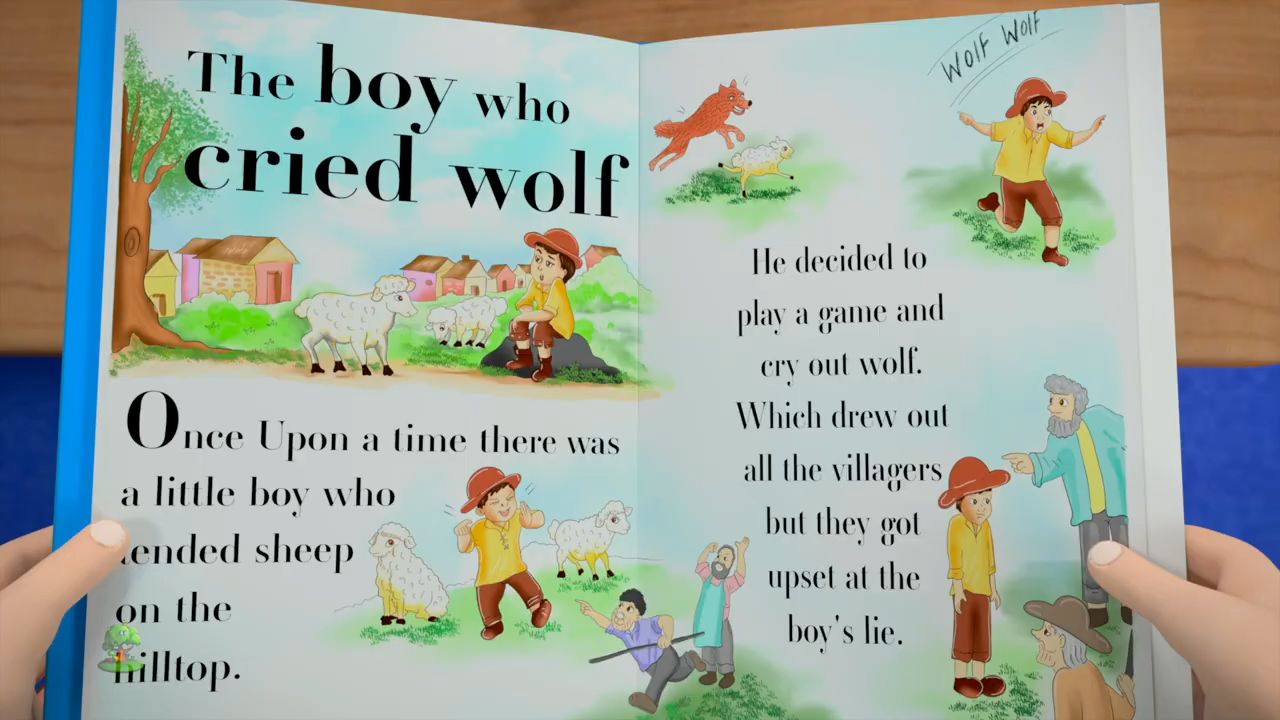 The boy who
cried wolf
Once Upon a time there was
a little boy who
tended sheep
on the
hilltop.
Wolf Wolf
He decided to
play a game and
cry out wolf.
Which drew out
all the villagers
but they got
upset at the
boy's lie.